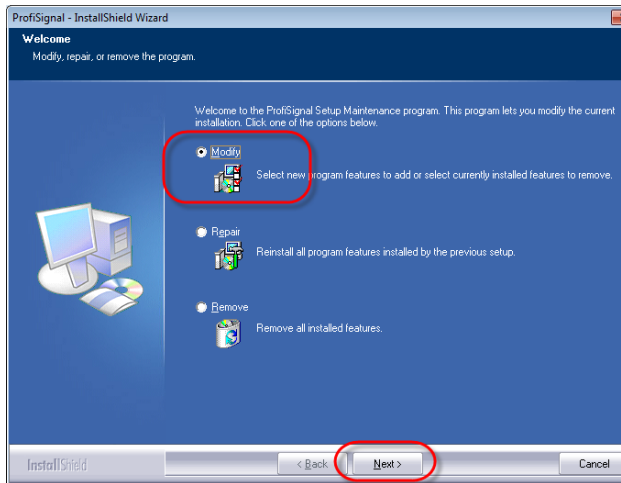 ProfiSignal - InstallShield Wizard
Welcome
Modify, repair, or remove the program.
Welcome to the ProfiSignal Setup Maintenance program. This program lets you modify the current
installation. Click one of the options below.
Modify
Select new program features to add or select currently installed features to remove.
Repair
Reinstall all program features installed by the previous setup.
Remove
Remove all installed features.
InstallShield
< Back
Next >
Cancel